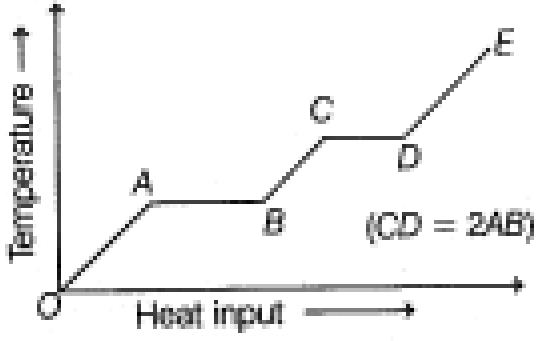 Temperature
E
C
A
D
B
(CD = 2AB)
O
Heat input